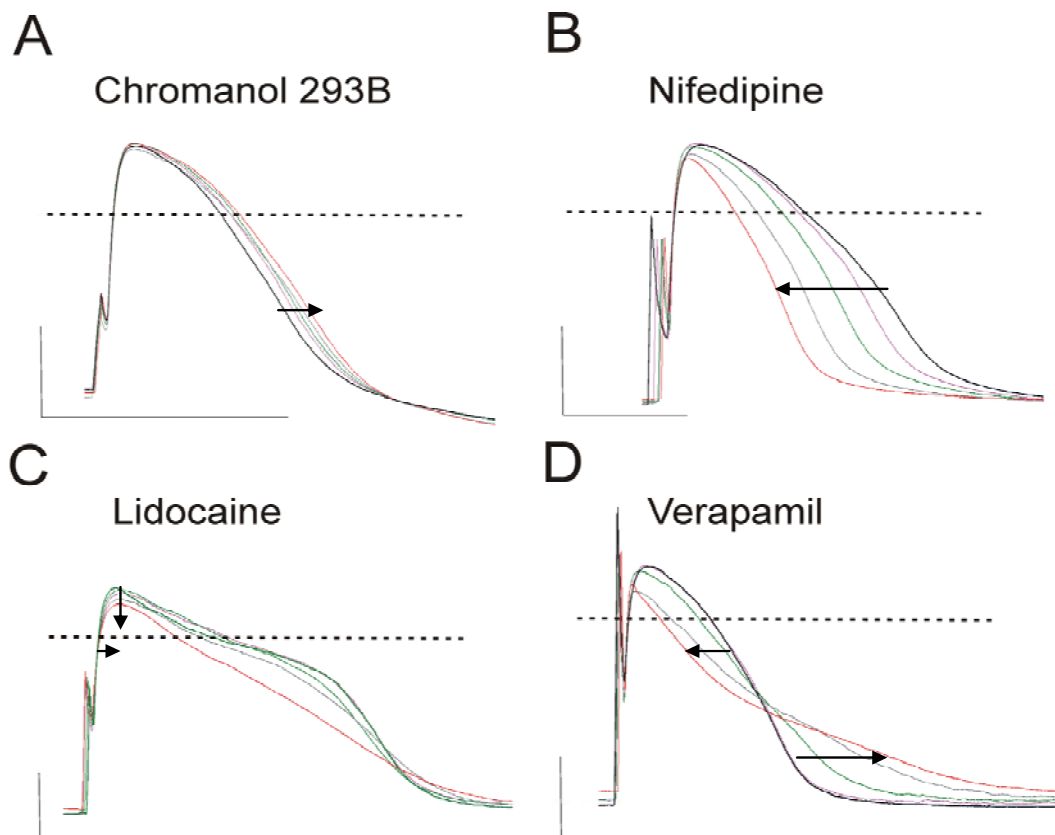 A
Chromanol 293B
B
Nifedipine
C
Lidocaine
D
Verapamil